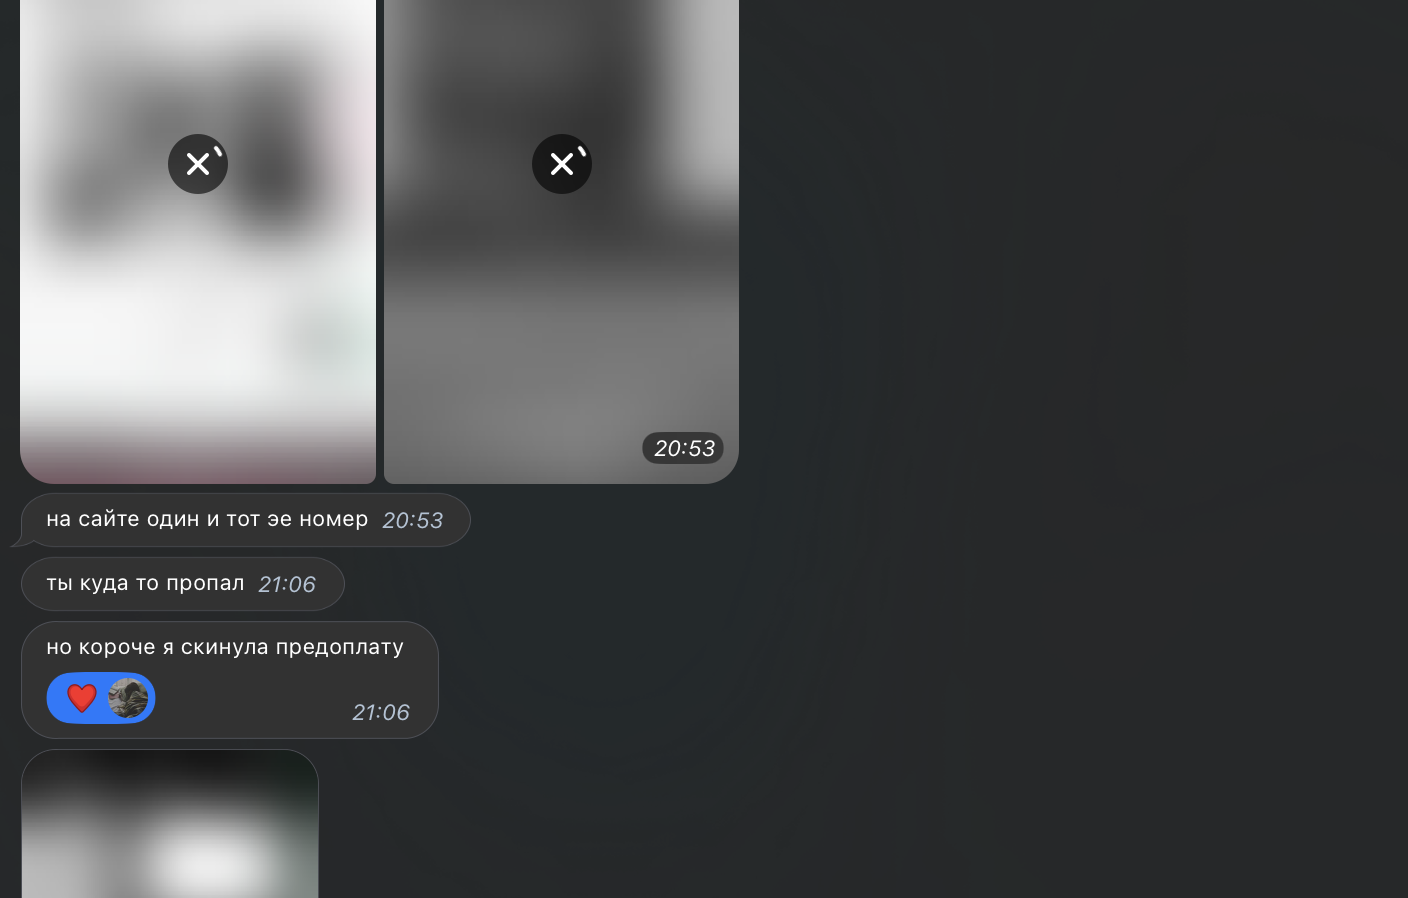 20:53
на сайте один и тот эе номер 20:53
ты куда то пропал 21:06
но короче я скинула предоплату
21:06